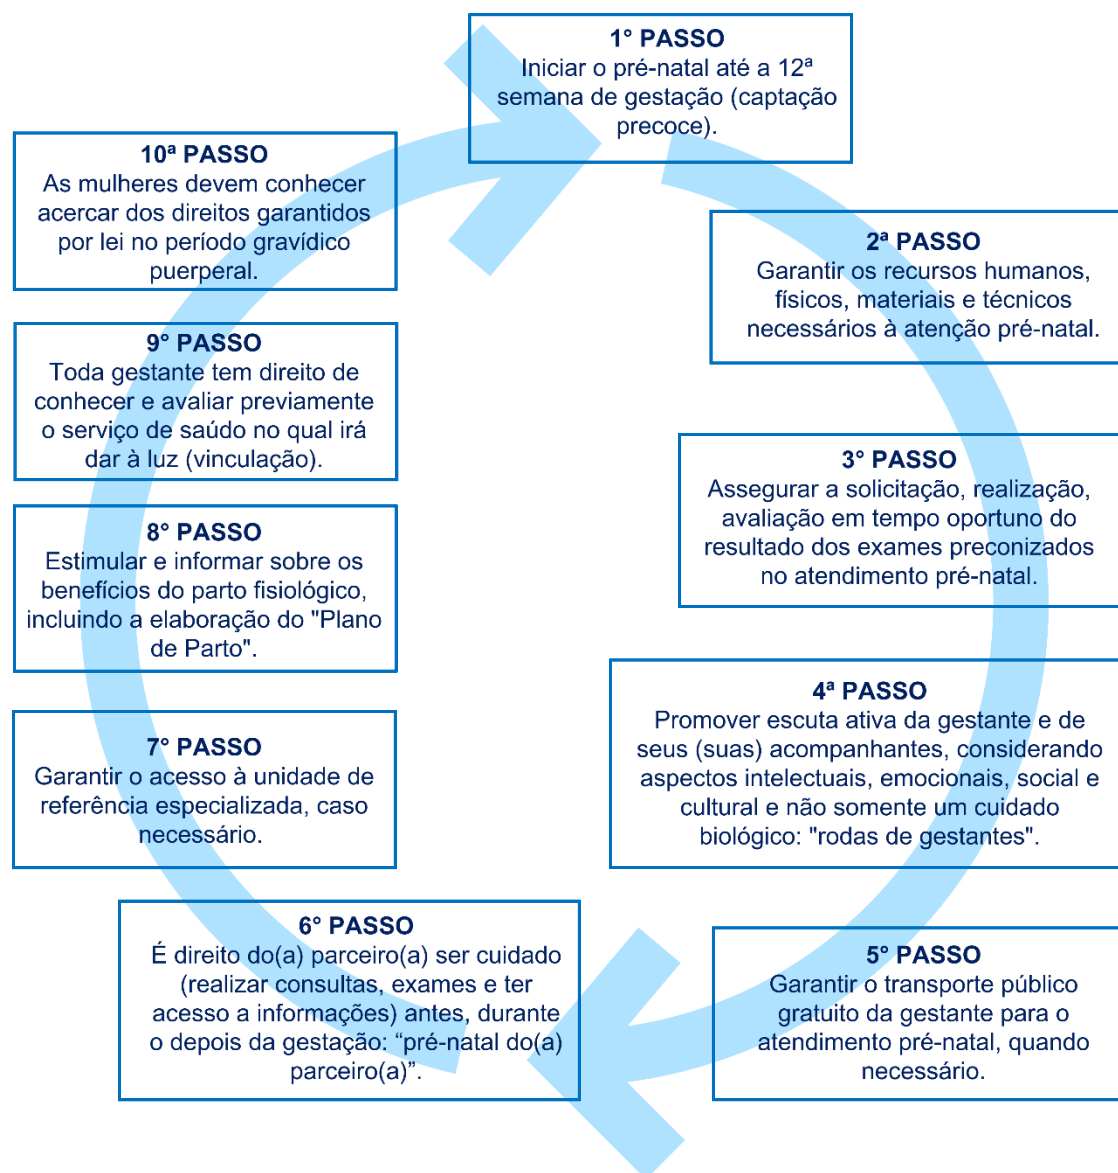 1° PASSO
Iniciar o pré-natal até a 12ª
semana de gestação (captação
precoce).
2ª PASSO
Garantir os recursos humanos,
físicos, materiais e técnicos
necessários à atenção pré-natal.
3° PASSO
Assegurar a solicitação, realização,
avaliação em tempo oportuno do
resultado dos exames preconizados
no atendimento pré-natal.
4ª PASSO
Promover escuta ativa da gestante e de
seus (suas) acompanhantes, considerando
aspectos intelectuais, emocionais, social e
cultural e não somente um cuidado
biológico: "rodas de gestantes".
5° PASSO
Garantir o transporte público
gratuito da gestante para o
atendimento pré-natal, quando
necessário.
6° PASSO
É direito do(a) parceiro(a) ser cuidado
(realizar consultas, exames e ter
acesso a informações) antes, durante
o depois da gestação: “pré-natal do(a)
parceiro(a)”.
7° PASSO
Garantir o acesso à unidade de
referência especializada, caso
necessário.
8° PASSO
Estimular e informar sobre os
benefícios do parto fisiológico,
incluindo a elaboração do "Plano
de Parto".
9° PASSO
Toda gestante tem direito de
conhecer e avaliar previamente
o serviço de saúdo no qual irá
dar à luz (vinculação).
10ª PASSO
As mulheres devem conhecer
acercar dos direitos garantidos
por lei no período gravídico
puerperal.